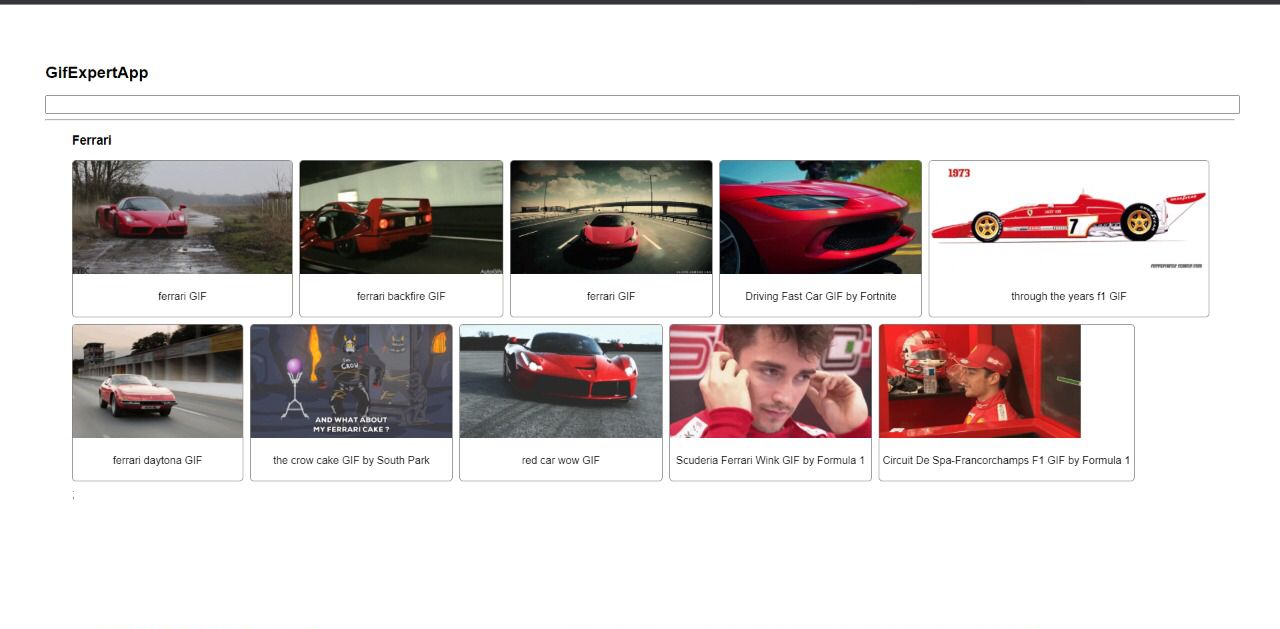 GifExpertApp
Ferrari
1973
7
AutoGifs
ferrari GIF
ferrari backfire GIF
ferrari GIF
Driving Fast Car GIF by Fortnite
through the years f1 GIF
THE
CROW
AND WHAT ABOUT
MY FERRARI CAKE ?
ferrari daytona GIF
the crow cake GIF by South Park
red car wow GIF
Scuderia Ferrari Wink GIF by Formula 1
Circuit De Spa-Francorchamps F1 GIF by Formula 1
;